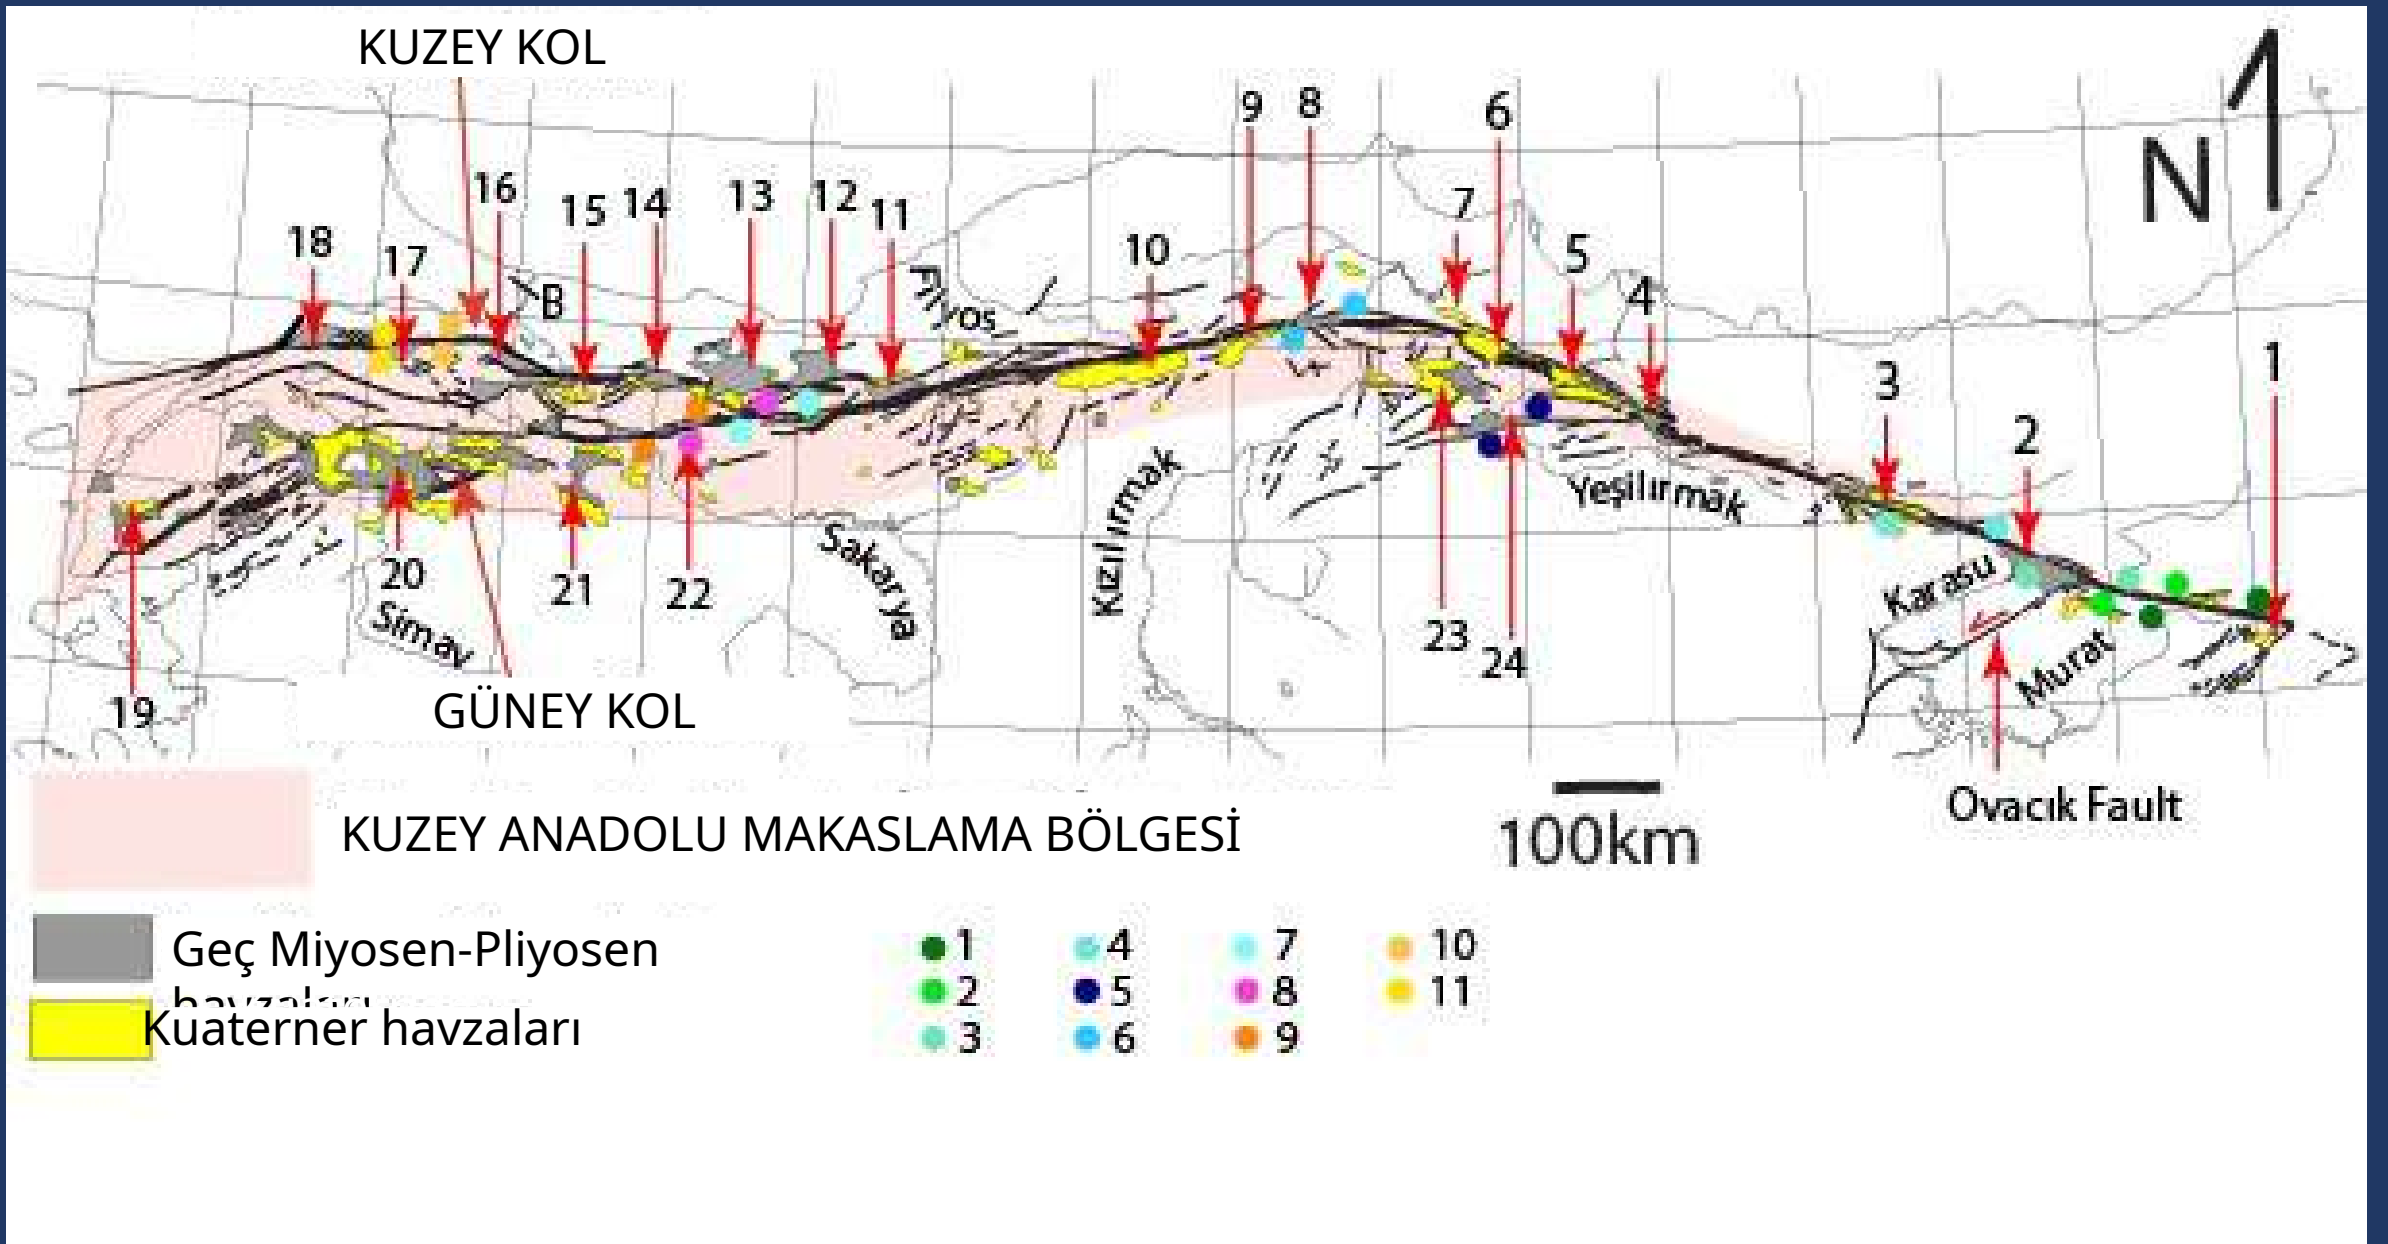 KUZEY KOL
9 8 6
N
16 15 14 13 12 11 7
18 17 10 5 4
B
Filyos
3 1
2
Kızılırmak
Yeşilırmak
Sakarya
20 21 22
Simav
Karasu
23 24
Murat
19
GÜNEY KOL
Ovacık Fault
KUZEY ANADOLU MAKASLAMA BÖLGESİ
100km
Geç Miyosen-Pliyosen
havzaları
Kuaterner havzaları
1 4 7 10
2 5 8 11
3 6 9